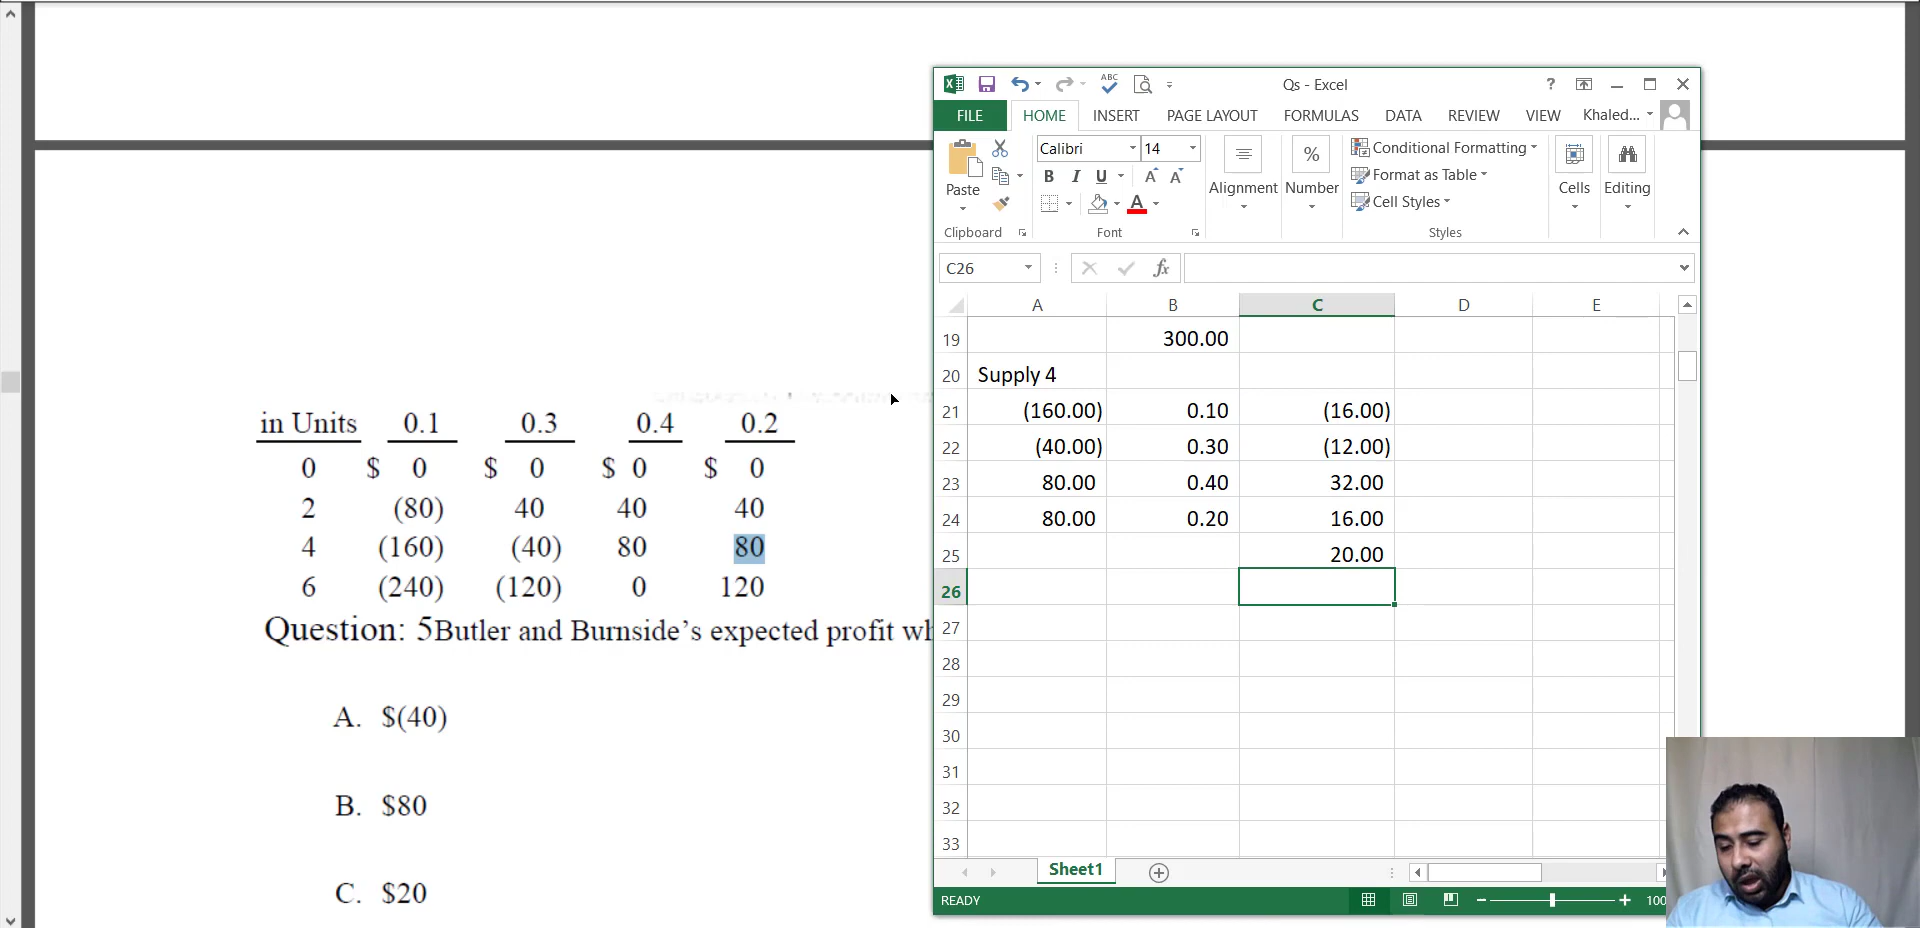 in Units 0.1 0.3 0.4 0.2
0 $ 0 $ 0 $ 0 $ 0
2 (80) 40 40 40
4 (160) (40) 80 80
6 (240) (120) 0 120
Question: 5Butler and Burnside’s expected profit wh
A. $(40)
B. $80
C. $20
ABC
Qs - Excel
?
FILE HOME INSERT PAGE LAYOUT FORMULAS DATA REVIEW VIEW Khaled...
Paste
Calibri 14
B I U A A
A
Alignment
%
Number
Conditional Formatting
Format as Table
Cell Styles
Cells
Editing
Clipboard Font Styles
C26 fx
A B C D E
19 300.00
20 Supply 4
21 (160.00) 0.10 (16.00)
22 (40.00) 0.30 (12.00)
23 80.00 0.40 32.00
24 80.00 0.20 16.00
25 20.00
26
27
28
29
30
31
32
33
Sheet1
READY 100